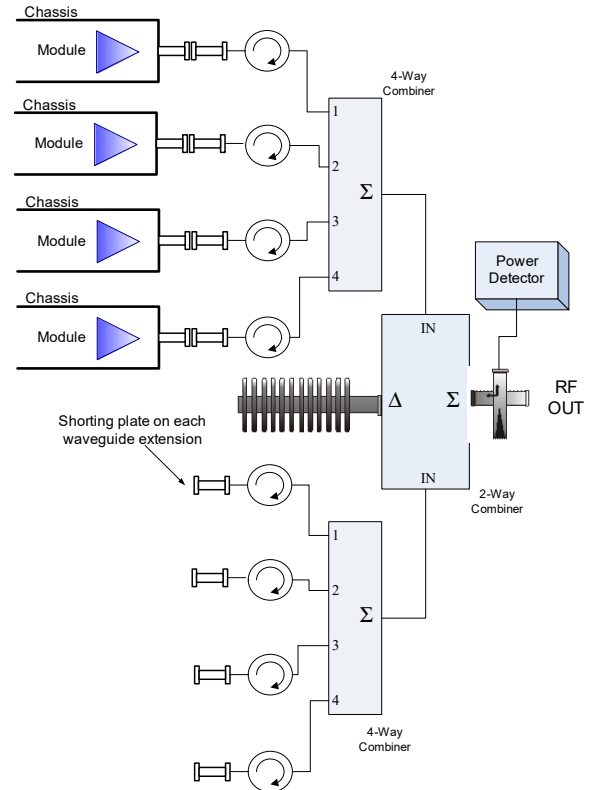 Chassis
Module
Chassis
Module
Chassis
Module
Chassis
Module
4-Way
Combiner
1
2
3
4
Σ
Power
Detector
IN
Δ
Σ
IN
RF
OUT
2-Way
Combiner
Shorting plate on each
waveguide extension
1
2
3
4
Σ
4-Way
Combiner